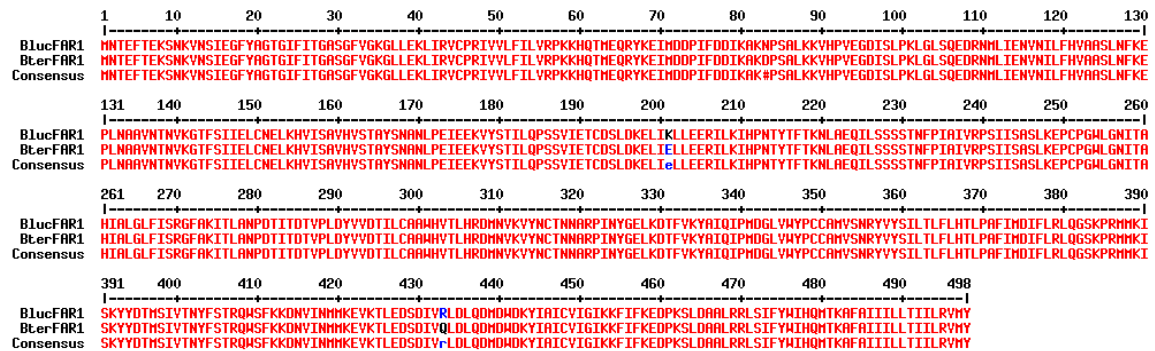 1 10 20 30 40 50 60 70 80 90 100 110 120 130
|--------+---------+---------+---------+---------+---------+---------+---------+---------+---------+---------+---------+---------|
BlucFAR1 MNTEFTEKSNKVNSIEGFYAGTGIFITGASGFVGKGLLEKLIRVCPRIVVLFILVRPKKHQTMEQRYKEIMDDPIFDDIKAKNPSALKKVHPVEGDISLPKLGLSQEDRNMLIENVNILFHVAASLNFKE
BterFAR1 MNTEFTEKSNKVNSIEGFYAGTGIFITGASGFVGKGLLEKLIRVCPRIVVLFILVRPKKHQTMEQRYKEIMDDPIFDDIKAKDPSALKKVHPVEGDISLPKLGLSQEDRNMLIENVNILFHVAASLNFKE
Consensus MNTEFTEKSNKVNSIEGFYAGTGIFITGASGFVGKGLLEKLIRVCPRIVVLFILVRPKKHQTMEQRYKEIMDDPIFDDIKAK#PSALKKVHPVEGDISLPKLGLSQEDRNMLIENVNILFHVAASLNFKE
131 140 150 160 170 180 190 200 210 220 230 240 250 260
|--------+---------+---------+---------+---------+---------+---------+---------+---------+---------+---------+---------+---------|
BlucFAR1 PLNAAVNTNVKGTFSIIELCNELKHVISAVHVSTAYSNANLPEIEEKVYSTILQPSSVIETCDSLDKELIKLLEERILKIHPNTYTFTKNLAEQILSSSSTNFPIAIVRPSIISASLKEPCPGWLGNITA
BterFAR1 PLNAAVNTNVKGTFSIIELCNELKHVISAVHVSTAYSNANLPEIEEKVYSTILQPSSVIETCDSLDKELIELLEERILKIHPNTYTFTKNLAEQILSSSSTNFPIAIVRPSIISASLKEPCPGWLGNITA
Consensus PLNAAVNTNVKGTFSIIELCNELKHVISAVHVSTAYSNANLPEIEEKVYSTILQPSSVIETCDSLDKELIeLLEERILKIHPNTYTFTKNLAEQILSSSSTNFPIAIVRPSIISASLKEPCPGWLGNITA
261 270 280 290 300 310 320 330 340 350 360 370 380 390
|--------+---------+---------+---------+---------+---------+---------+---------+---------+---------+---------+---------+---------|
BlucFAR1 HIALGLFISRGFAKITLANPDTITDTVPLDYVVDTILCAAWHVTLHRDMNVKVYNCTNNARPINYGELKDTFVKYAIQIPMDGLVWYPCCAMVSNRYVYSILTLFLHTLPAFIMDIFLRLQGSKPRMMKI
BterFAR1 HIALGLFISRGFAKITLANPDTITDTVPLDYVVDTILCAAWHVTLHRDMNVKVYNCTNNARPINYGELKDTFVKYAIQIPMDGLVWYPCCAMVSNRYVYSILTLFLHTLPAFIMDIFLRLQGSKPRMMKI
Consensus HIALGLFISRGFAKITLANPDTITDTVPLDYVVDTILCAAWHVTLHRDMNVKVYNCTNNARPINYGELKDTFVKYAIQIPMDGLVWYPCCAMVSNRYVYSILTLFLHTLPAFIMDIFLRLQGSKPRMMKI
391 400 410 420 430 440 450 460 470 480 490 498
|--------+---------+---------+---------+---------+---------+---------+---------+---------+---------+-------|
BlucFAR1 SKYYDTMSIVTNYFSTRQWSFKKDNVINMMKEVKTLEDSDIVRLDLQDMDWDKYIAICVIGIKKFIFKEDPKSLDAALRRLSIFYWIHQMTKAFAIIILLTIILRVMY
BterFAR1 SKYYDTMSIVTNYFSTRQWSFKKDNVINMMKEVKTLEDSDIVQLDLQDMDWDKYIAICVIGIKKFIFKEDPKSLDAALRRLSIFYWIHQMTKAFAIIILLTIILRVMY
Consensus SKYYDTMSIVTNYFSTRQWSFKKDNVINMMKEVKTLEDSDIVrLDLQDMDWDKYIAICVIGIKKFIFKEDPKSLDAALRRLSIFYWIHQMTKAFAIIILLTIILRVMY